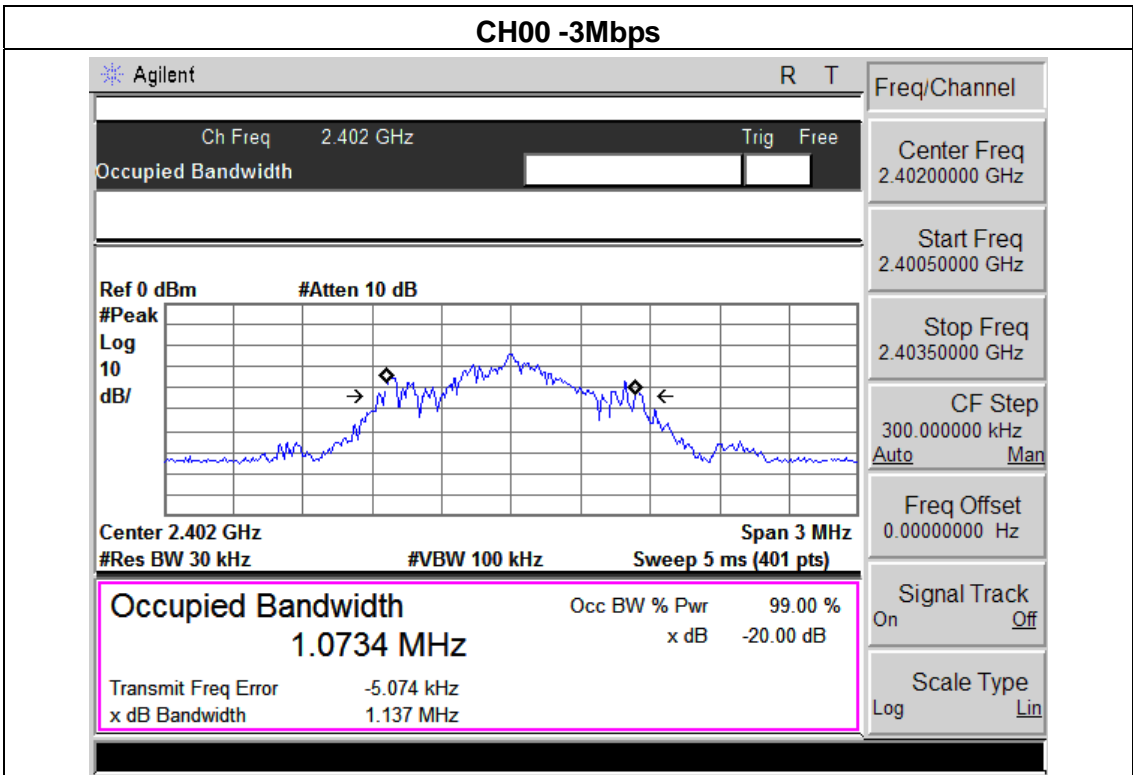 CH00 -3Mbps
Agilent R T
Freq/Channel
Ch Freq 2.402 GHz Trig Free
Occupied Bandwidth
Center Freq
2.40200000 GHz
Start Freq
2.40050000 GHz
Ref 0 dBm #Atten 10 dB
#Peak
Log
10
dB/
Stop Freq
2.40350000 GHz
CF Step
300.000000 kHz
Auto Man
Center 2.402 GHz Span 3 MHz
#Res BW 30 kHz #VBW 100 kHz Sweep 5 ms (401 pts)
Freq Offset
0.00000000 Hz
Occupied Bandwidth
1.0734 MHz
Occ BW % Pwr 99.00 %
x dB -20.00 dB
Transmit Freq Error -5.074 kHz
x dB Bandwidth 1.137 MHz
Signal Track
On Off
Scale Type
Log Lin